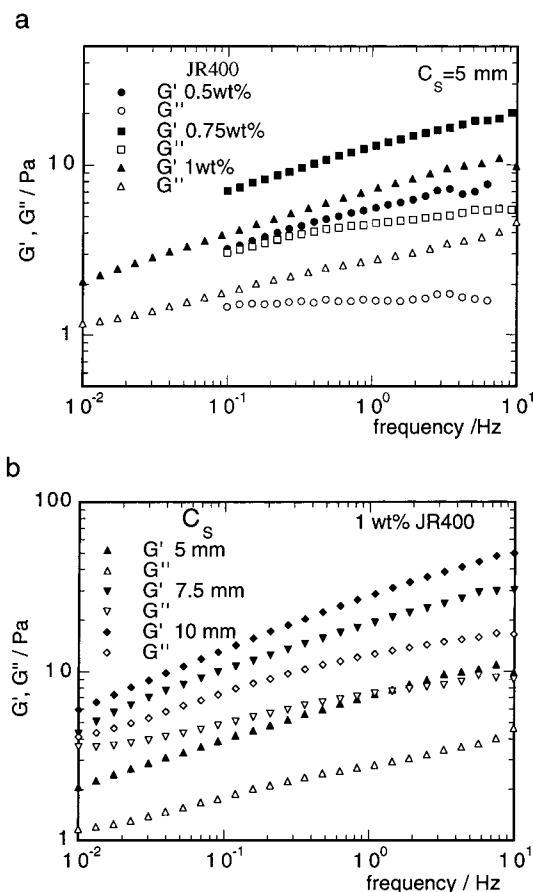 a
JR400
C_S=5 mm
● G' 0.5wt%
○ G''
■ G' 0.75wt%
□ G''
▲ G' 1wt%
△ G''
10
1
G', G'' / Pa
10^-2 10^-1 10^0 10^1
frequency /Hz
b
100
C_S
1 wt% JR400
▲ G' 5 mm
△ G''
▼ G' 7.5 mm
▽ G''
◆ G' 10 mm
◇ G''
10
1
G', G'' / Pa
10^-2 10^-1 10^0 10^1
frequency /Hz